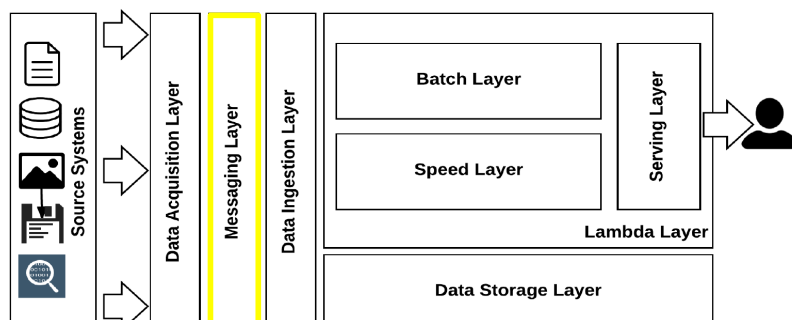 Source Systems
Data Acquisition Layer
Messaging Layer
Data Ingestion Layer
Batch Layer
Speed Layer
Serving Layer
Lambda Layer
Data Storage Layer